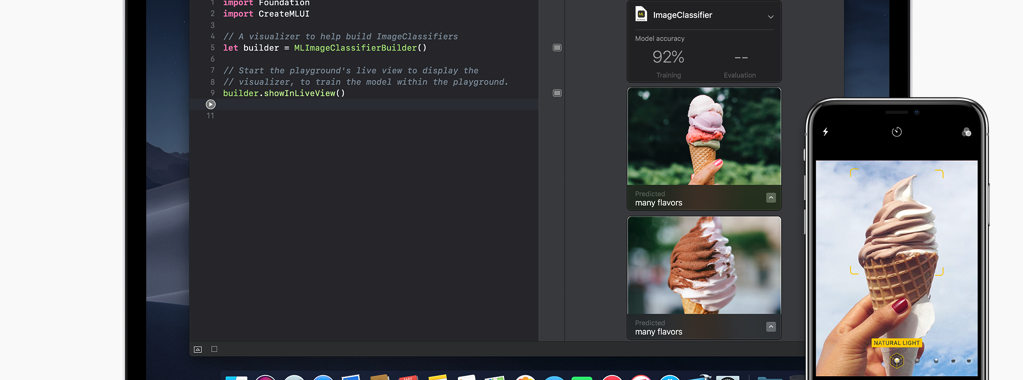 1 import Foundation
2 import CreateMLUI
3
4 // A visualizer to help build ImageClassifiers
5 let builder = MLImageClassifierBuilder()
6
7 // Start the playground's live view to display the
8 // visualizer, to train the model within the playground.
9 builder.showInLiveView()
11
ImageClassifier
Model accuracy
92% --
Training Evaluation
Predicted
many flavors
Predicted
many flavors
NATURAL LIGHT